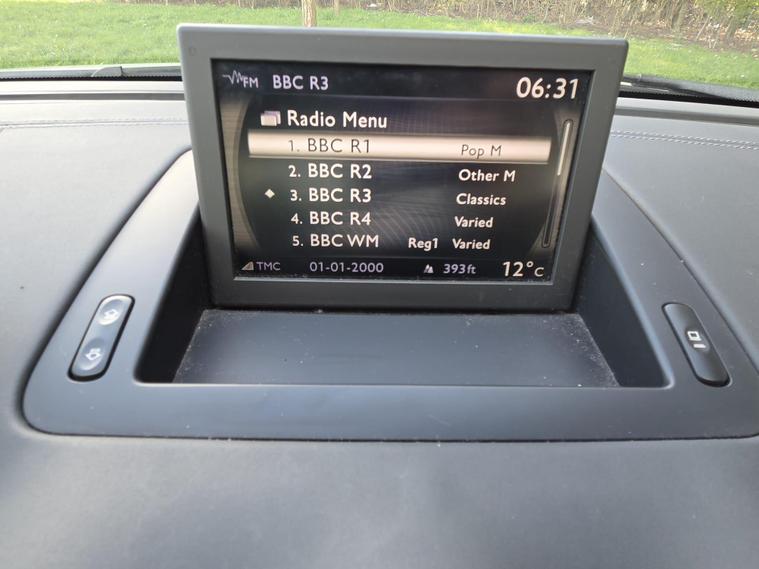 FM BBC R3 06:31
Radio Menu
1. BBC R1 Pop M
2. BBC R2 Other M
3. BBC R3 Classics
4. BBC R4 Varied
5. BBC WM Reg1 Varied
TMC 01-01-2000 393ft 12°C